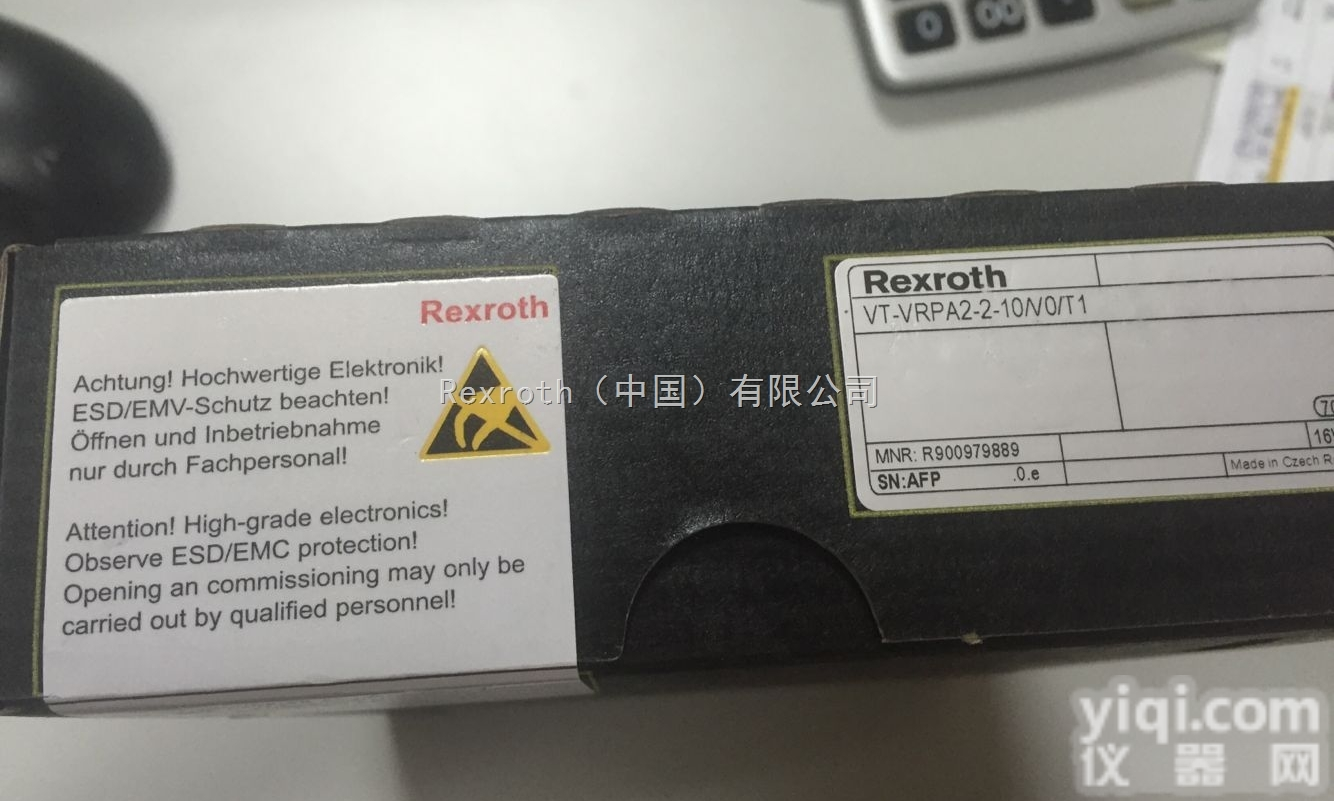 0 00
Rexroth
Achtung! Hochwertige Elektronik!
ESD/EMV-Schutz beachten!
Öffnen und Inbetriebnahme
nur durch Fachpersonal!
Attention! High-grade electronics!
Observe ESD/EMC protection!
Opening an commissioning may only be
carried out by qualified personnel!
Rexroth
VT-VRPA2-2-10/V0/T1
MNR: R900979889
SN:AFP .0.e
Made in Czech R
Rexroth（中国）有限公司
yiqi.com
仪器网